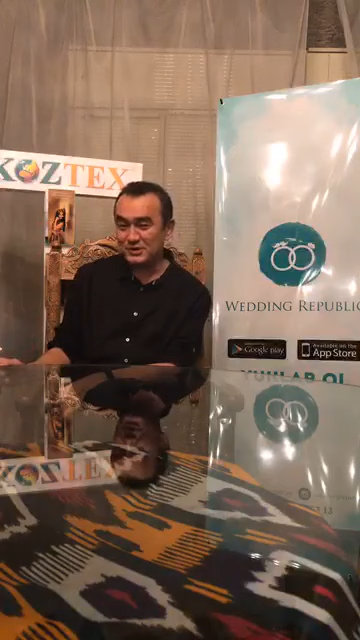 KOZTEX
WEDDING REPUBLIC
Google play
Available on the
App Store
YUKLAB OL